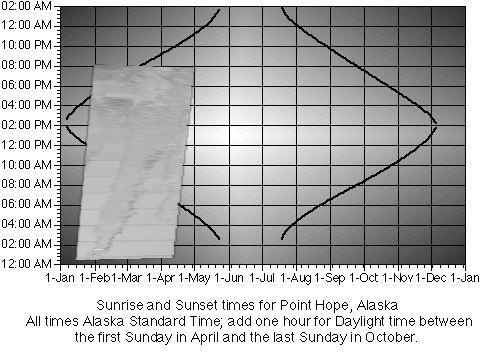 02:00 AM
12:00 AM
10:00 PM
08:00 PM
06:00 PM
04:00 PM
02:00 PM
12:00 PM
10:00 AM
08:00 AM
06:00 AM
04:00 AM
02:00 AM
12:00 AM
1-Jan 1-Feb 1-Mar 1-Apr 1-May 1-Jun 1-Jul 1-Aug 1-Sep 1-Oct 1-Nov 1-Dec 1-Jan
Sunrise and Sunset times for Point Hope, Alaska
All times Alaska Standard Time; add one hour for Daylight time between
the first Sunday in April and the last Sunday in October.